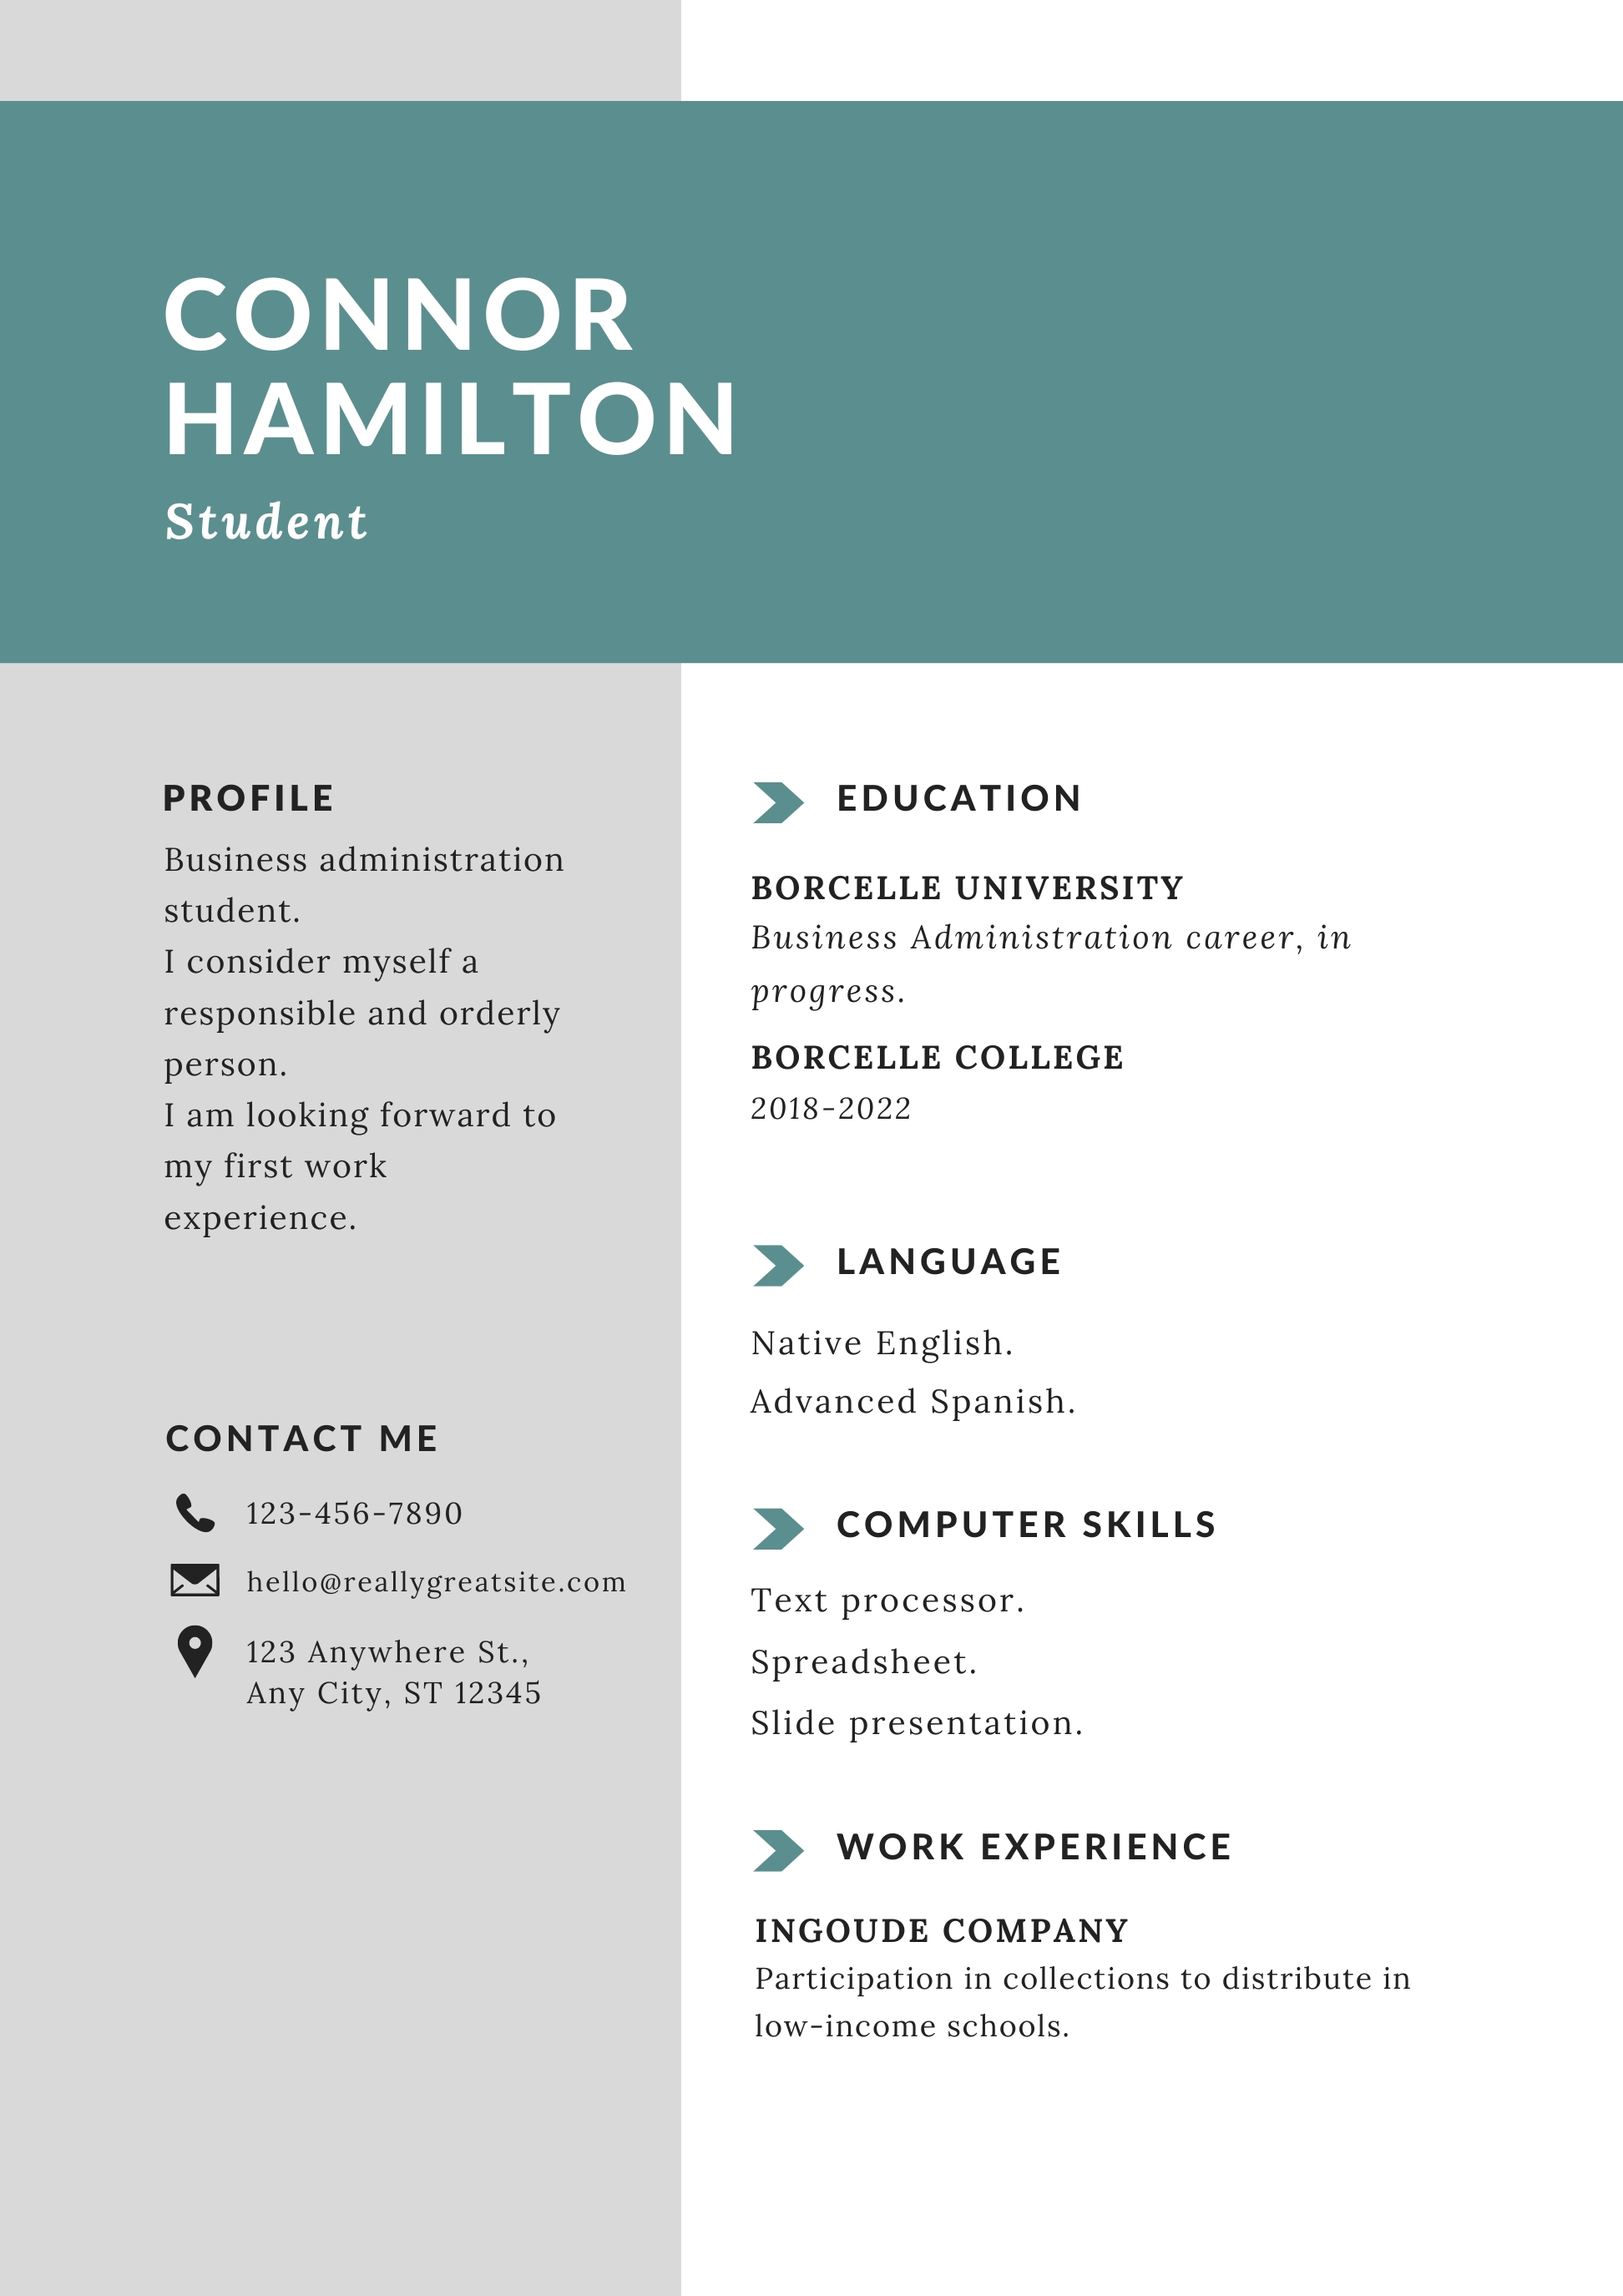 CONNOR
HAMILTON
Student
PROFILE
Business administration
student.
I consider myself a
responsible and orderly
person.
I am looking forward to
my first work
experience.
CONTACT ME
123-456-7890
hello@reallygreatsite.com
123 Anywhere St.,
Any City, ST 12345
EDUCATION
BORCELLE UNIVERSITY
Business Administration career, in
progress.
BORCELLE COLLEGE
2018-2022
LANGUAGE
Native English.
Advanced Spanish.
COMPUTER SKILLS
Text processor.
Spreadsheet.
Slide presentation.
WORK EXPERIENCE
INGOUDE COMPANY
Participation in collections to distribute in
low-income schools.